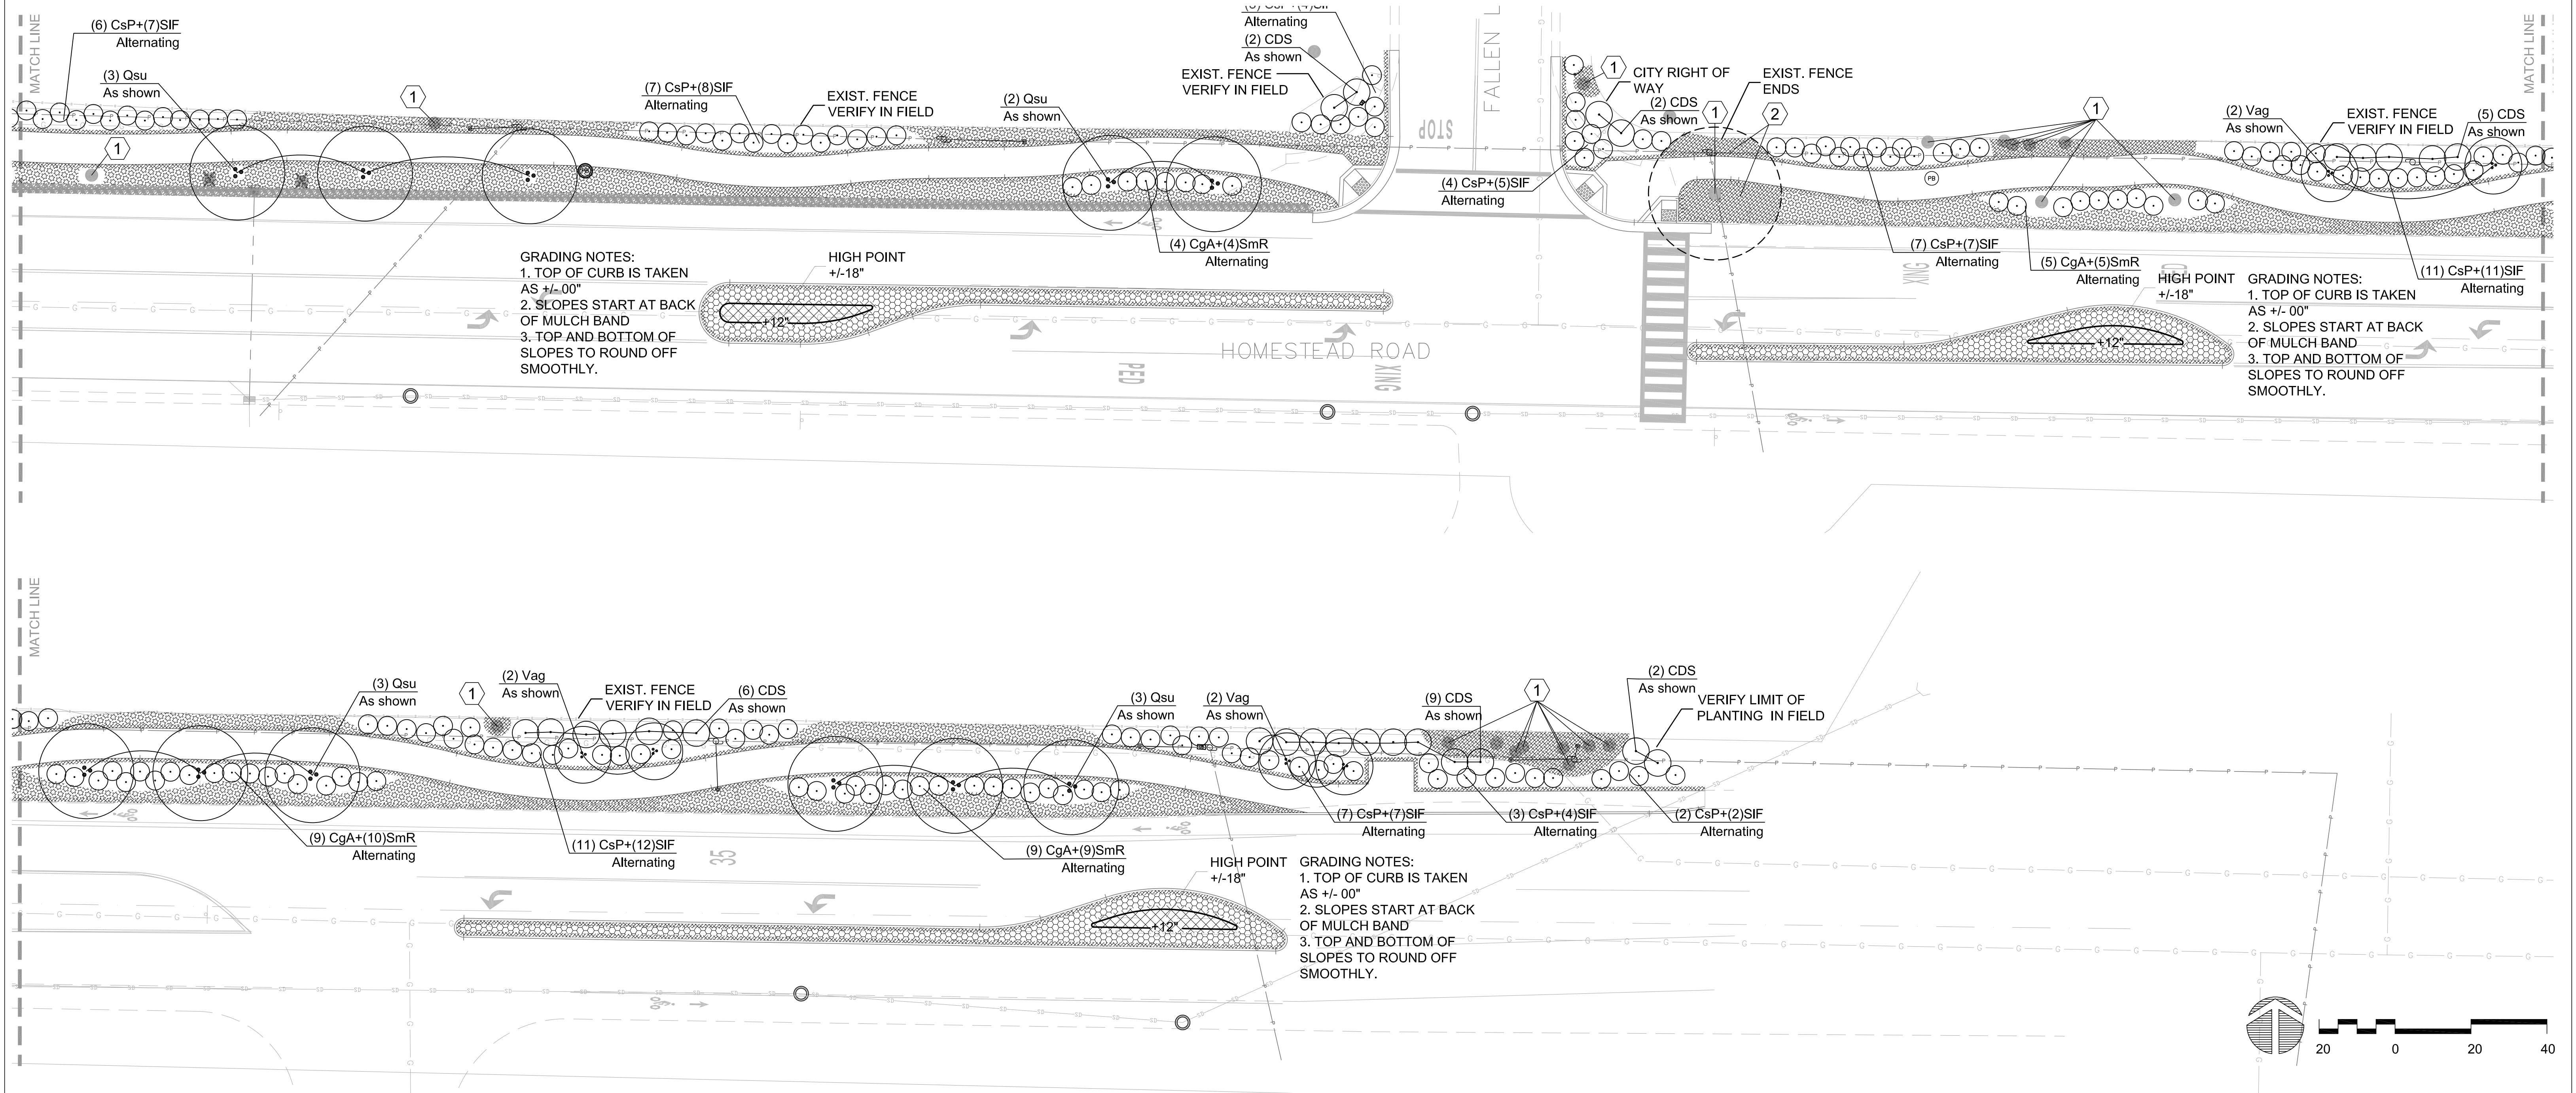 MATCH LINE
(6) CsP+(7)SIF
Alternating
(3) Qsu
As shown
1
1
(7) CsP+(8)SIF
Alternating
EXIST. FENCE
VERIFY IN FIELD
(2) Qsu
As shown
(4) CgA+(4)SmR
Alternating
Alternating
(2) CDS
As shown
EXIST. FENCE
VERIFY IN FIELD
STOP
FALLEN L
1
CITY RIGHT OF
WAY
(2) CDS
As shown
(4) CsP+(5)SIF
Alternating
EXIST. FENCE
ENDS
1
2
PB
PB
(7) CsP+(7)SIF
Alternating
1
(5) CgA+(5)SmR
Alternating
(2) Vag
As shown
EXIST. FENCE
VERIFY IN FIELD
(5) CDS
As shown
(11) CsP+(11)SIF
Alternating
MATCH LINE
GRADING NOTES:
1. TOP OF CURB IS TAKEN
AS +/- 00"
2. SLOPES START AT BACK
OF MULCH BAND
3. TOP AND BOTTOM OF
SLOPES TO ROUND OFF
SMOOTHLY.
HIGH POINT
+/-18"
+12"
HOMESTEAD ROAD
PED
XING
XING
PED
HIGH POINT
+/-18"
+12"
GRADING NOTES:
1. TOP OF CURB IS TAKEN
AS +/- 00"
2. SLOPES START AT BACK
OF MULCH BAND
3. TOP AND BOTTOM OF
SLOPES TO ROUND OFF
SMOOTHLY.
MATCH LINE
(3) Qsu
As shown
1
(2) Vag
As shown
EXIST. FENCE
VERIFY IN FIELD
(6) CDS
As shown
(3) Qsu
As shown
(2) Vag
As shown
(9) CDS
As shown
1
(2) CDS
As shown
VERIFY LIMIT OF
PLANTING IN FIELD
(9) CgA+(10)SmR
Alternating
(11) CsP+(12)SIF
Alternating
35
(9) CgA+(9)SmR
Alternating
(7) CsP+(7)SIF
Alternating
(3) CsP+(4)SIF
Alternating
(2) CsP+(2)SIF
Alternating
HIGH POINT
+/-18"
+12"
GRADING NOTES:
1. TOP OF CURB IS TAKEN
AS +/- 00"
2. SLOPES START AT BACK
OF MULCH BAND
3. TOP AND BOTTOM OF
SLOPES TO ROUND OFF
SMOOTHLY.
20 0 20 40